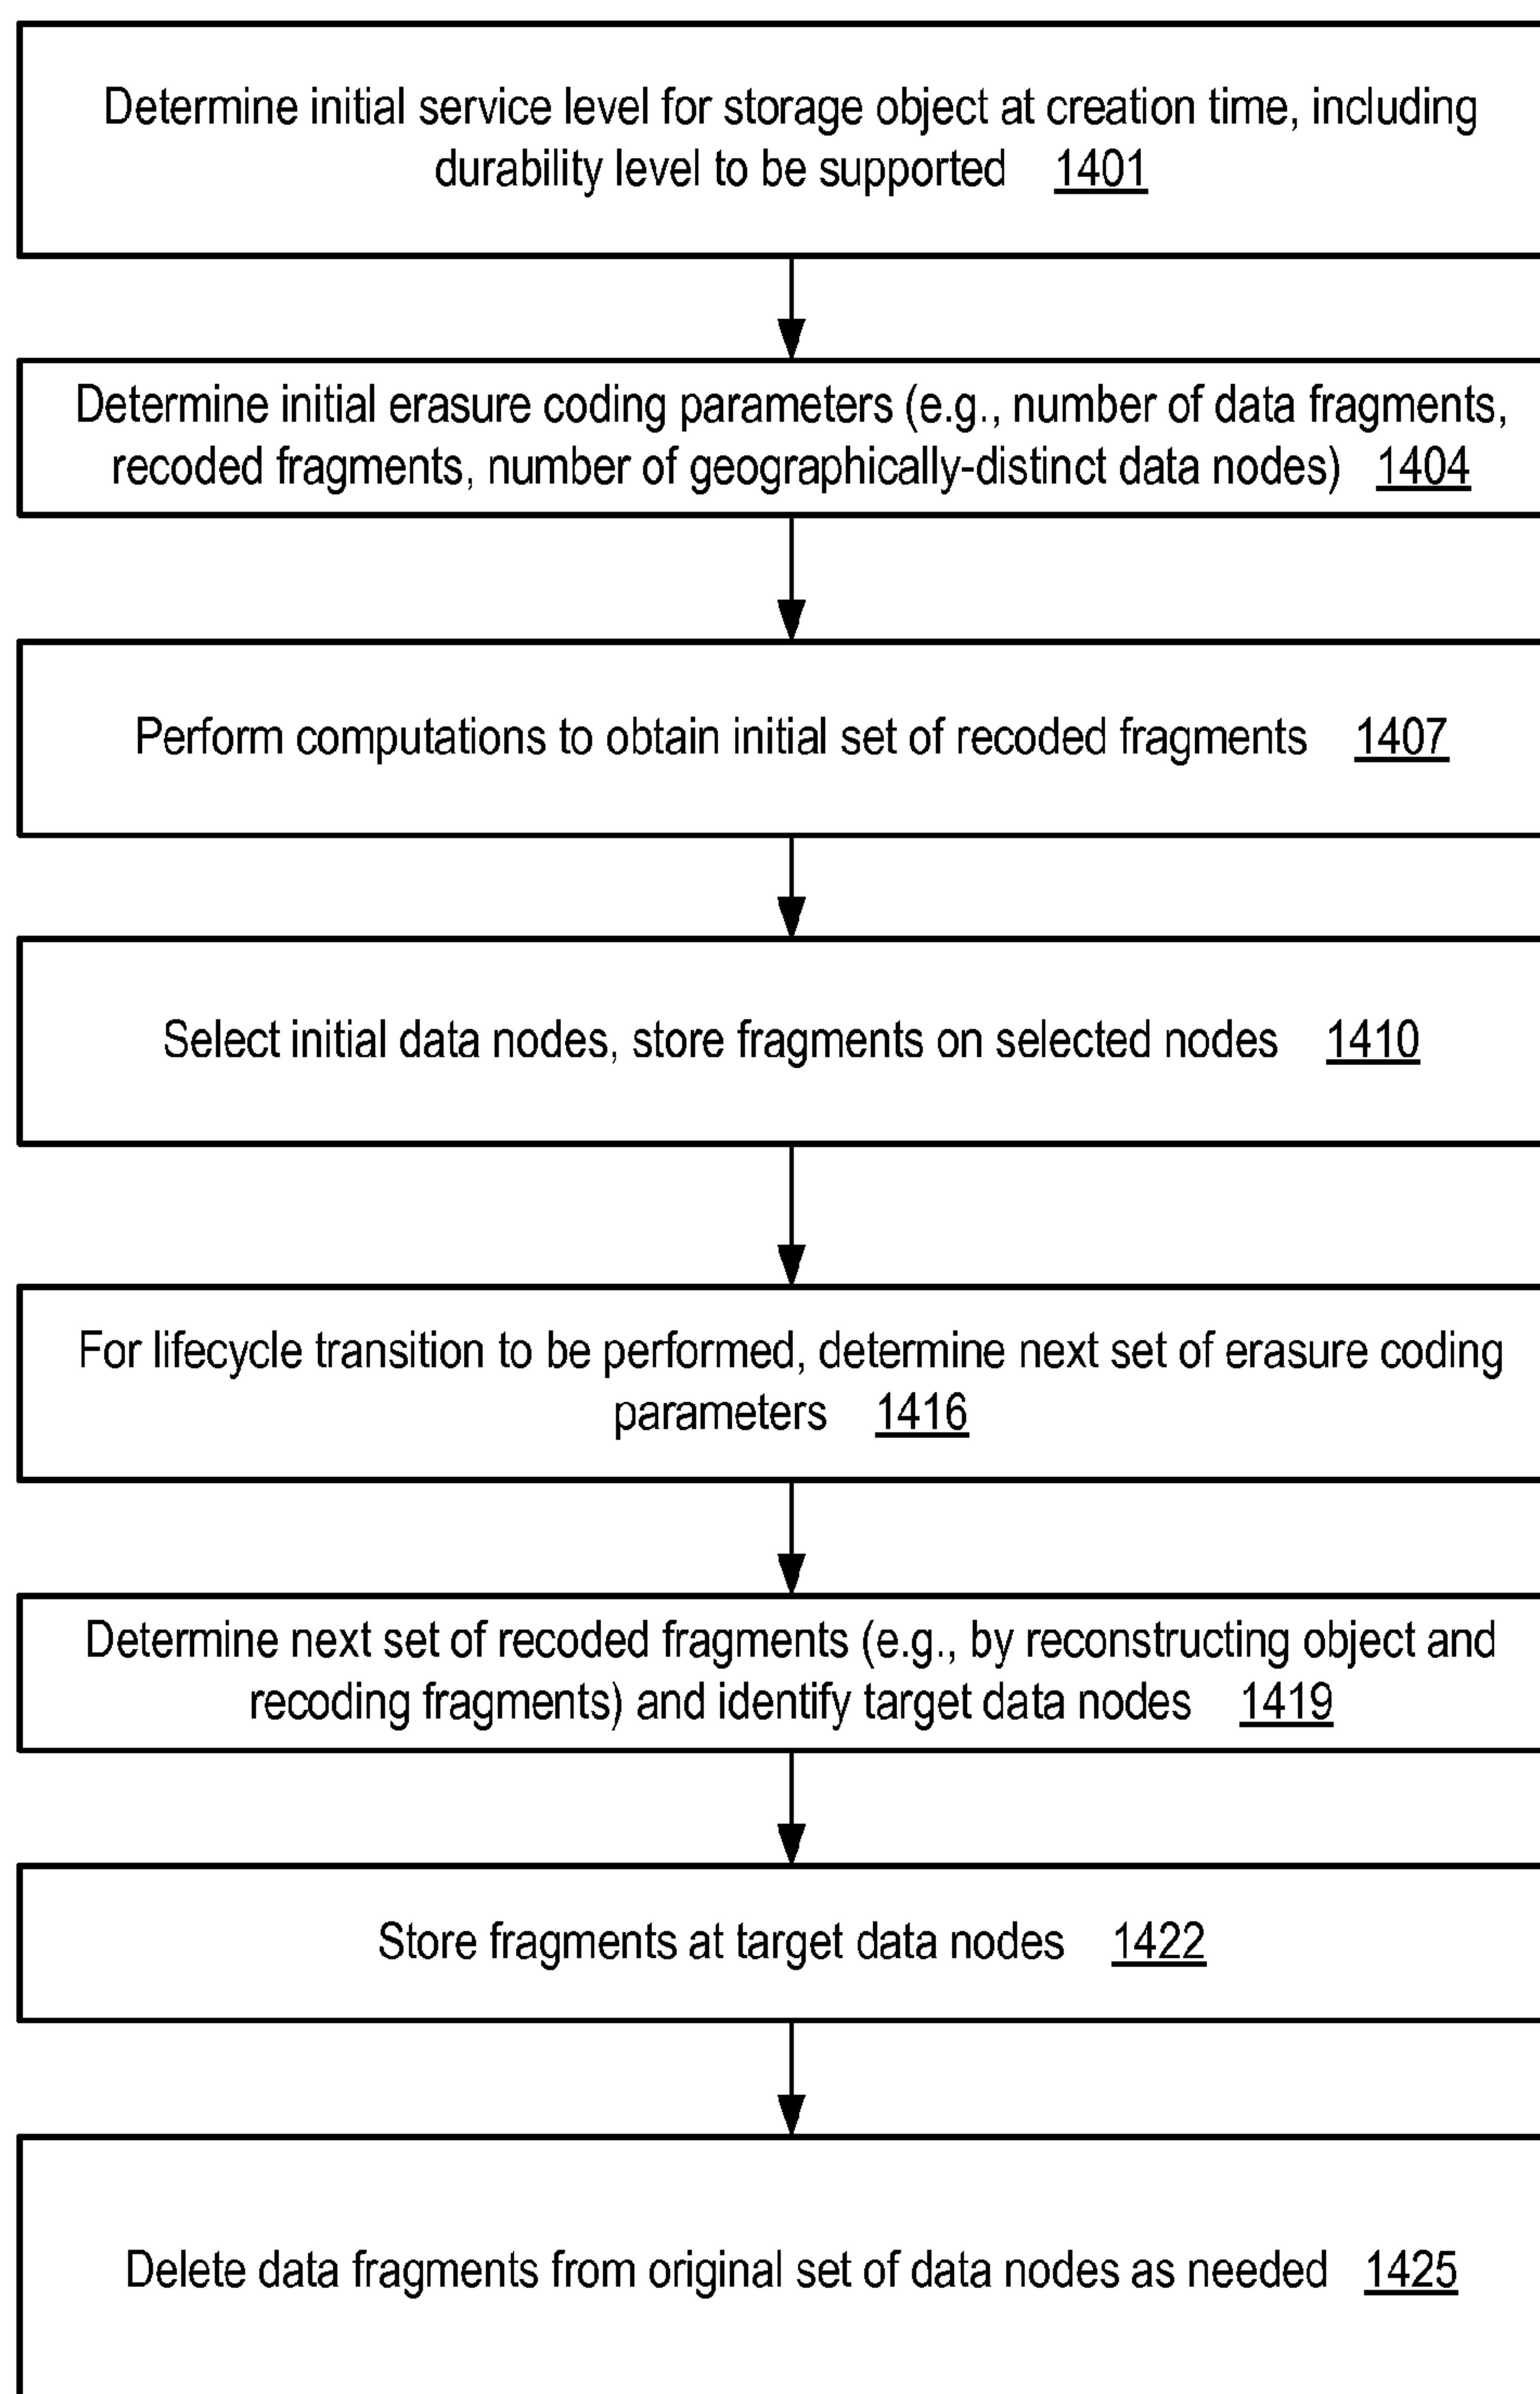 Determine initial service level for storage object at creation time, including
durability level to be supported 1401
Determine initial erasure coding parameters (e.g., number of data fragments,
recoded fragments, number of geographically-distinct data nodes) 1404
Perform computations to obtain initial set of recoded fragments 1407
Select initial data nodes, store fragments on selected nodes 1410
For lifecycle transition to be performed, determine next set of erasure coding
parameters 1416
Determine next set of recoded fragments (e.g., by reconstructing object and
recoding fragments) and identify target data nodes 1419
Store fragments at target data nodes 1422
Delete data fragments from original set of data nodes as needed 1425